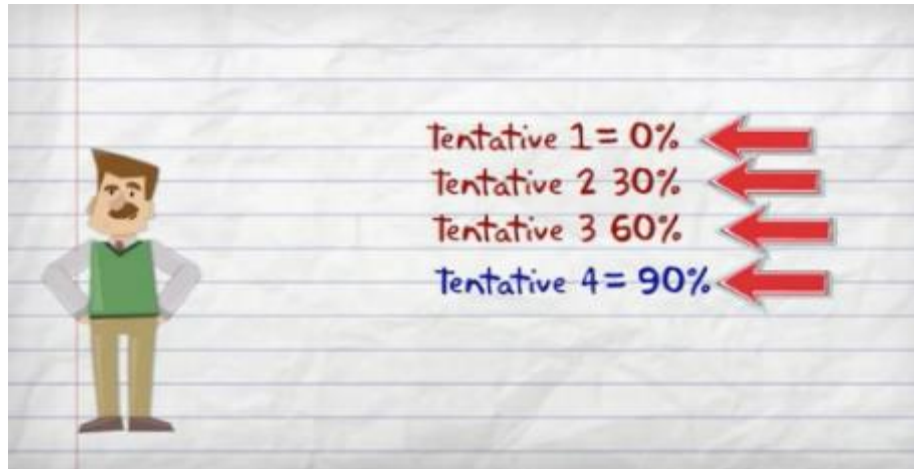 Tentative 1 = 0%
Tentative 2 30%
Tentative 3 60%
Tentative 4 = 90%